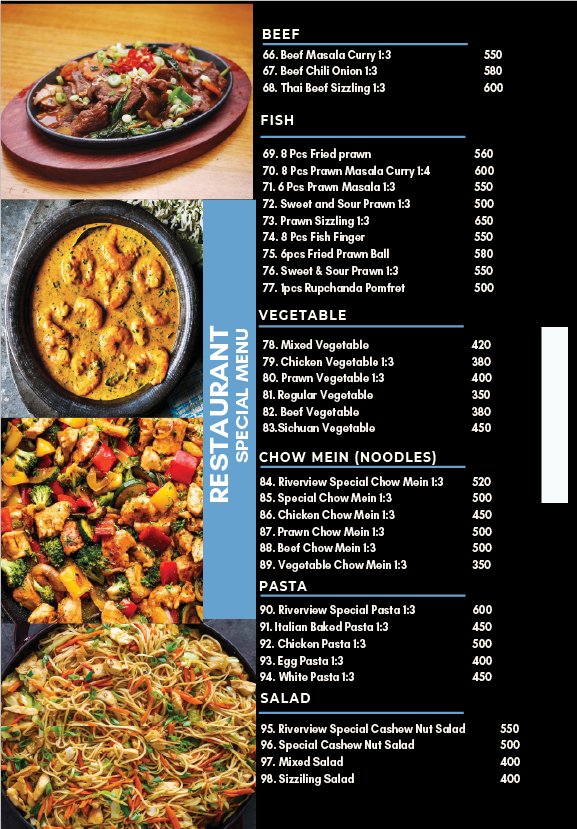 BEEF
66. Beef Masala Curry 1:3 550
67. Beef Chili Onion 1:3 580
68. Thai Beef Sizzling 1:3 600
FISH
69. 8 Pcs Fried prawn 560
70. 8 Pcs Prawn Masala Curry 1:4 600
71. 6 Pcs Prawn Masala 1:3 550
72. Sweet and Sour Prawn 1:3 500
73. Prawn Sizzling 1:3 650
74. 8 Pcs Fish Finger 550
75. 6pcs Fried Prawn Ball 580
76. Sweet & Sour Prawn 1:3 550
77. 1pcs Rupchanda Pomfret 500
RESTAURANT
SPECIAL MENU
VEGETABLE
78. Mixed Vegetable 420
79. Chicken Vegetable 1:3 380
80. Prawn Vegetable 1:3 400
81. Regular Vegetable 350
82. Beef Vegetable 380
83.Sichuan Vegetable 450
CHOW MEIN (NOODLES)
84. Riverview Special Chow Mein 1:3 520
85. Special Chow Mein 1:3 500
86. Chicken Chow Mein 1:3 450
87. Prawn Chow Mein 1:3 500
88. Beef Chow Mein 1:3 500
89. Vegetable Chow Mein 1:3 350
PASTA
90. Riverview Special Pasta 1:3 600
91. Italian Baked Pasta 1:3 450
92. Chicken Pasta 1:3 500
93. Egg Pasta 1:3 400
94. White Pasta 1:3 450
SALAD
95. Riverview Special Cashew Nut Salad 550
96. Special Cashew Nut Salad 500
97. Mixed Salad 400
98. Sizziling Salad 400